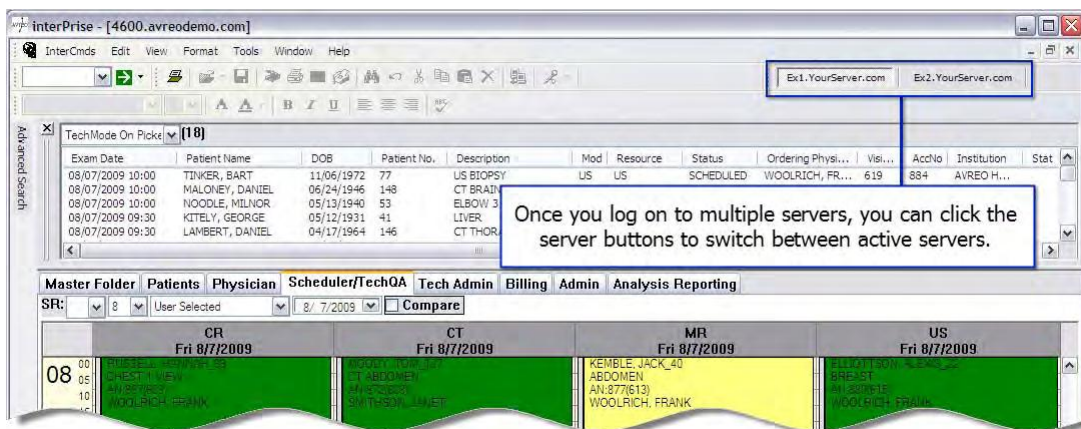 interPrise - [4600.avreodemo.com]
InterCmds Edit View Format Tools Window Help
Ex1.YourServer.com Ex2.YourServer.com
A A B I U
Advanced Search
TechMode On Picke (18)
Exam Date Patient Name DOB Patient No. Description Mod Resource Status Ordering Physi... Visi... AccNo Institution Stat
08/07/2009 10:00 TINKER, BART 11/06/1972 77 US BIOPSY US US SCHEDULED WOOLRICH, FR... 619 884 AVREO H...
08/07/2009 10:00 MALONEY, DANIEL 06/24/1946 148 CT BRAIN
08/07/2009 10:00 NOODLE, MILNOR 05/13/1940 53 ELBOW 3
08/07/2009 09:30 KITELY, GEORGE 05/12/1931 41 LIVER
08/07/2009 09:30 LAMBERT, DANIEL 04/17/1964 146 CT THOR
Once you log on to multiple servers, you can click the
server buttons to switch between active servers.
Master Folder Patients Physician Scheduler/TechQA Tech Admin Billing Admin Analysis Reporting
SR: 8 User Selected 8/ 7/2009 Compare
CR CT MR US
Fri 8/7/2009 Fri 8/7/2009 Fri 8/7/2009 Fri 8/7/2009
08 00 KEMBLE, JACK_40
05 CHEST 1 VIEW CT ABDOMEN ABDOMEN BREAST
10 AN:877(613)
WOOLRICH, FRANK SMITHSON, JANET WOOLRICH, FRANK WOOLRICH, FRANK